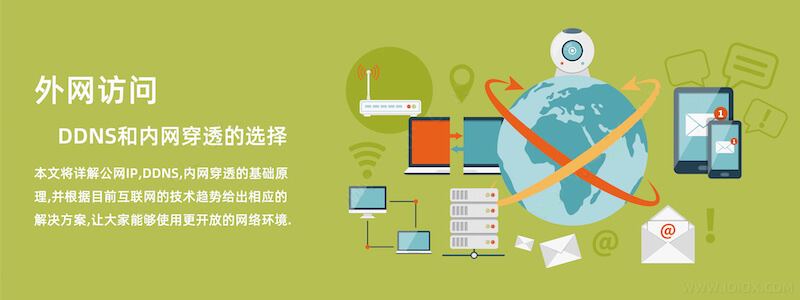 外网访问
DDNS和内网穿透的选择
本文将详解公网IP,DDNS,内网穿透的基础原
理,并根据目前互联网的技术趋势给出相应的
解决方案,让大家能够使用更开放的网络环境.
1
1
@
@
WWW.IOIOX.COM